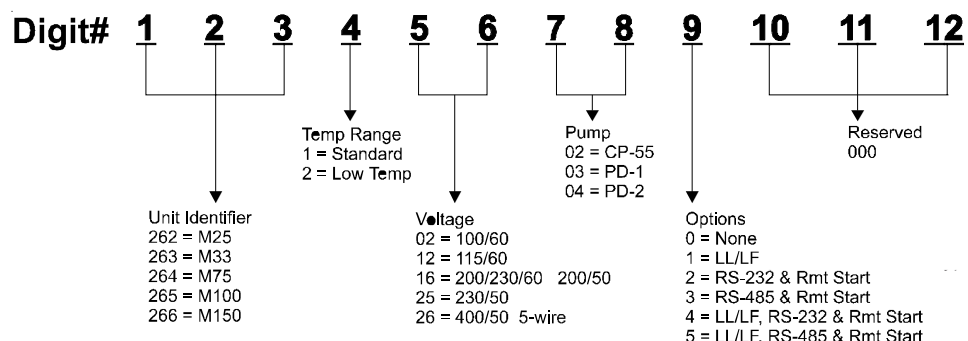 Digit# 1 2 3 4 5 6 7 8 9 10 11 12
Temp Range
1 = Standard
2 = Low Temp
Pump
02 = CP-55
03 = PD-1
04 = PD-2
Reserved
000
Unit Identifier
262 = M25
263 = M33
264 = M75
265 = M100
266 = M150
Voltage
02 = 100/60
12 = 115/60
16 = 200/230/60 200/50
25 = 230/50
26 = 400/50 5-wire
Options
0 = None
1 = LL/LF
2 = RS-232 & Rmt Start
3 = RS-485 & Rmt Start
4 = LL/LF, RS-232 & Rmt Start
5 = LL/LF, RS-485 & Rmt Start